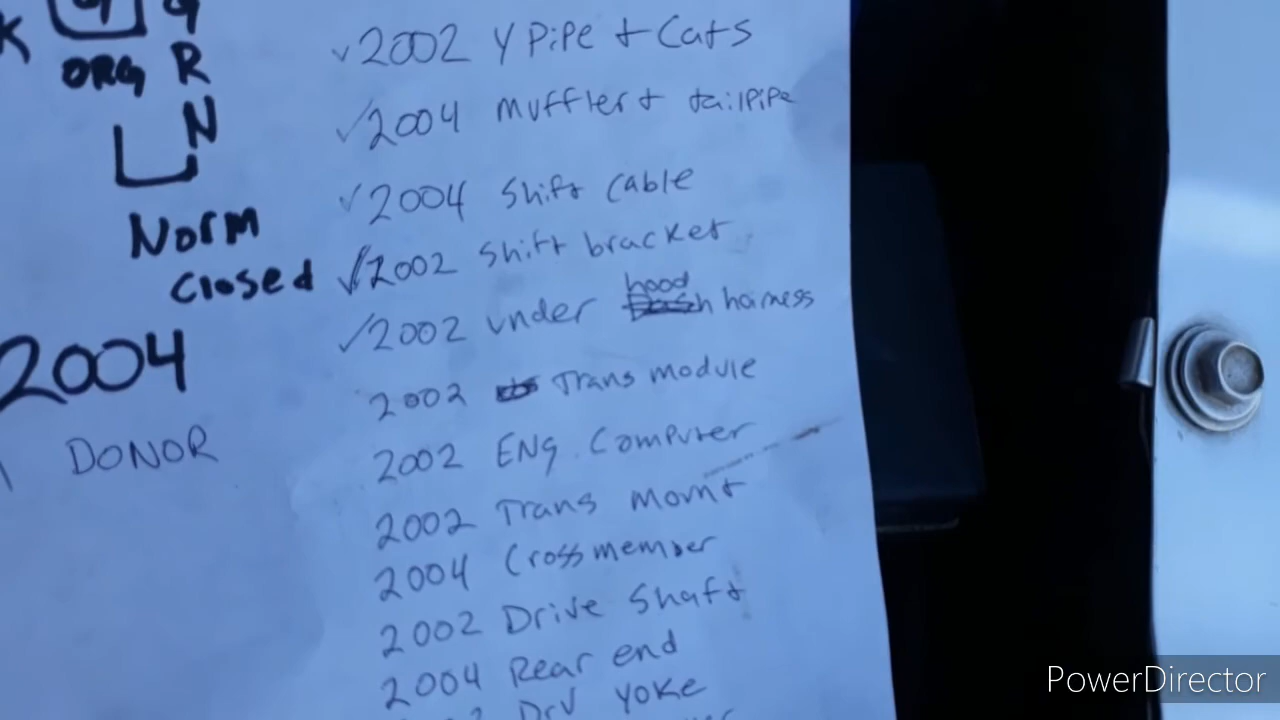 ORG
R
N
Norm
closed
2004
DONOR
✓2002 Y PiPe + Cats
✓2004 muffler + tailPiPe
✓2004 Shift Cable
✓2002 Shift bracket
✓2002 under hood harness
2002 Trans module
2002 ENg. Computer
2002 Trans Mount
2004 Crossmember
2002 Drive Shaft
2004 Rear end
Drv Yoke
PowerDirector